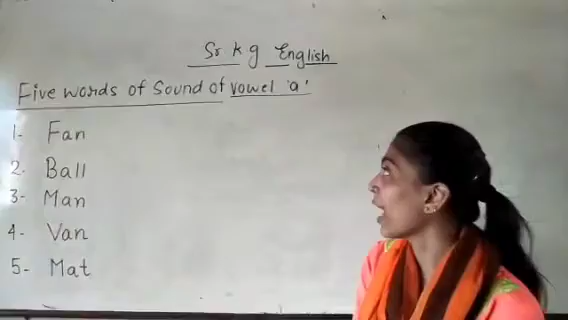 Sr kg English
Five words of Sound of vowel 'a'
1- Fan
2. Ball
3- Man
4- Van
5- Mat